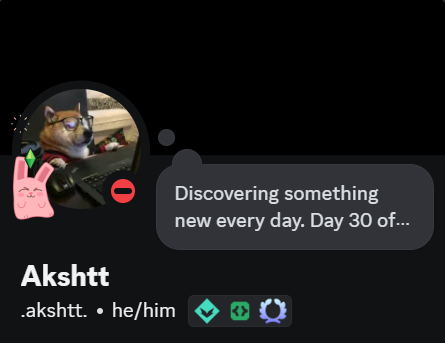 Discovering something
new every day. Day 30 of...
Akshtt
.akshtt. • he/him